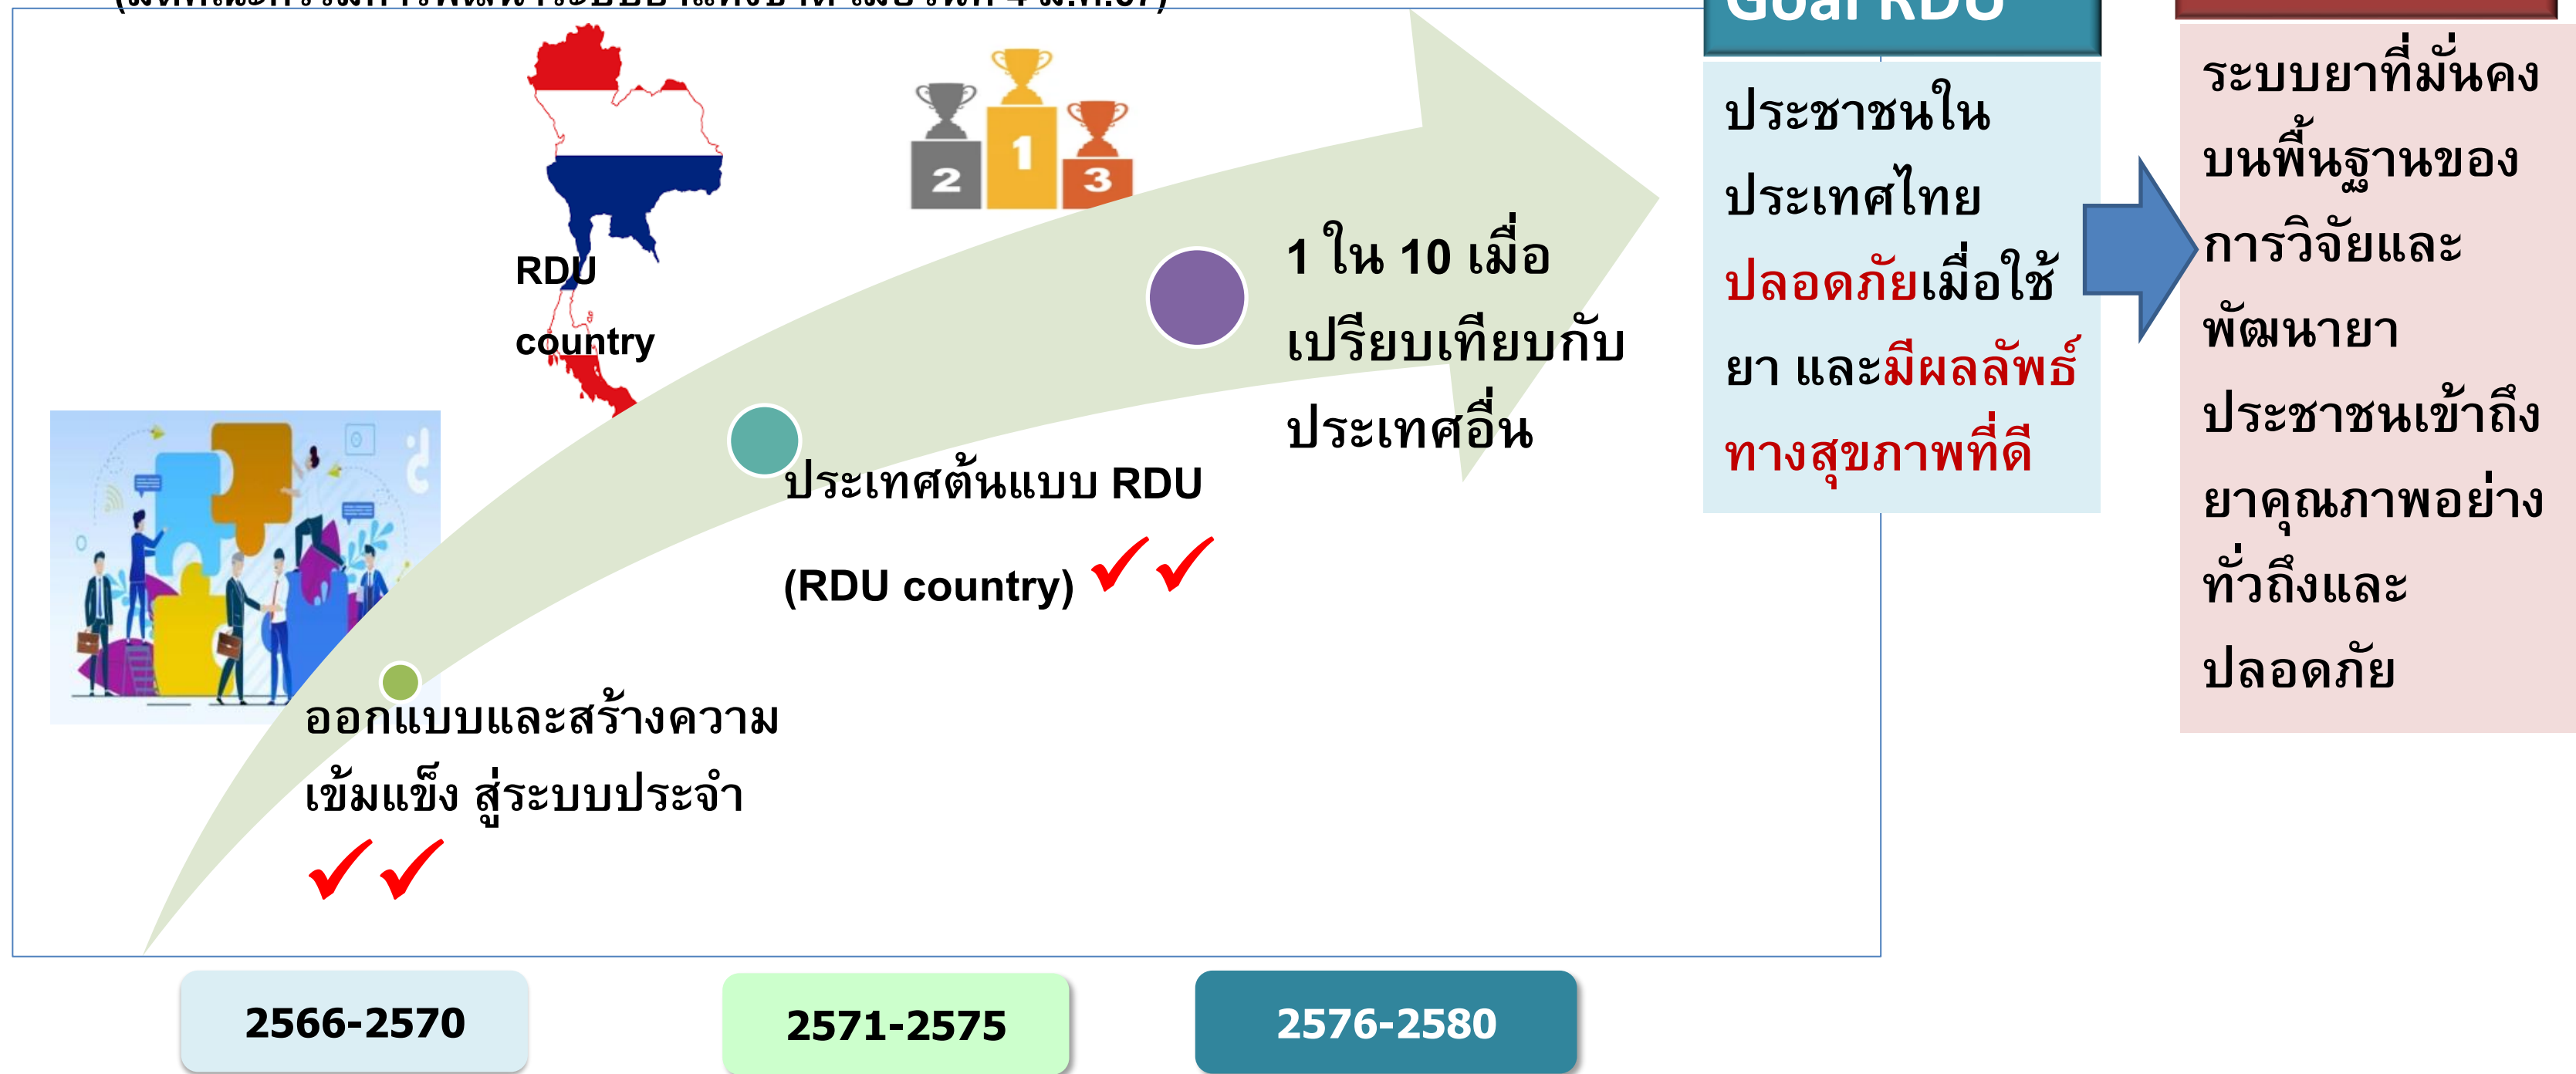 Goal RDU
RDU
country
2
1
3
1 ใน 10 เมื่อ
เปรียบเทียบกับ
ประเทศอื่น
ประเทศต้นแบบ RDU
(RDU country) ✓✓
ออกแบบและสร้างความ
เข้มแข็ง สู่ระบบประจำ
✓✓
ประชาชนใน
ประเทศไทย
ปลอดภัยเมื่อใช้
ยา และมีผลลัพธ์
ทางสุขภาพที่ดี
ระบบยาที่มั่นคง
บนพื้นฐานของ
การวิจัยและ
พัฒนายา
ประชาชนเข้าถึง
ยาคุณภาพอย่าง
ทั่วถึงและ
ปลอดภัย
2566-2570
2571-2575
2576-2580